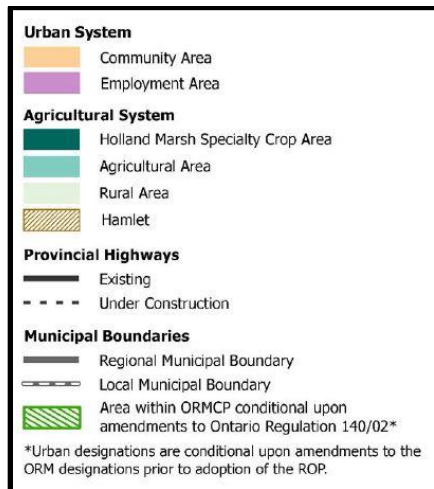 Urban System
Community Area
Employment Area
Agricultural System
Holland Marsh Specialty Crop Area
Agricultural Area
Rural Area
Hamlet
Provincial Highways
Existing
Under Construction
Municipal Boundaries
Regional Municipal Boundary
Local Municipal Boundary
Area within ORMCP conditional upon
amendments to Ontario Regulation 140/02*
*Urban designations are conditional upon amendments to the
ORM designations prior to adoption of the ROP.